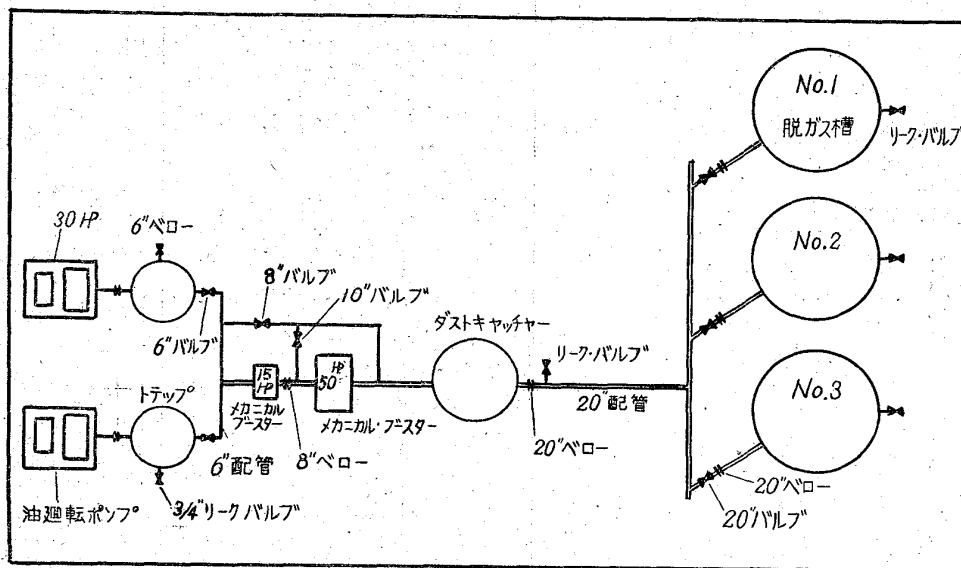 No.1
脱ガス槽
リーク・バルブ
30 HP
6"ベロー
8"バルブ
10"バルブ
No.2
6"バルブ
ダストキャッチャー
リーク・バルブ
トテップ
15
HP
50
HP
メカニカル
ブースター
メカニカル・ブースター
20"配管
No.3
6"配管
8"ベロー
20"ベロー
油廻転ポンプ
3/4"リークバルブ
20"ベロー
20"バルブ